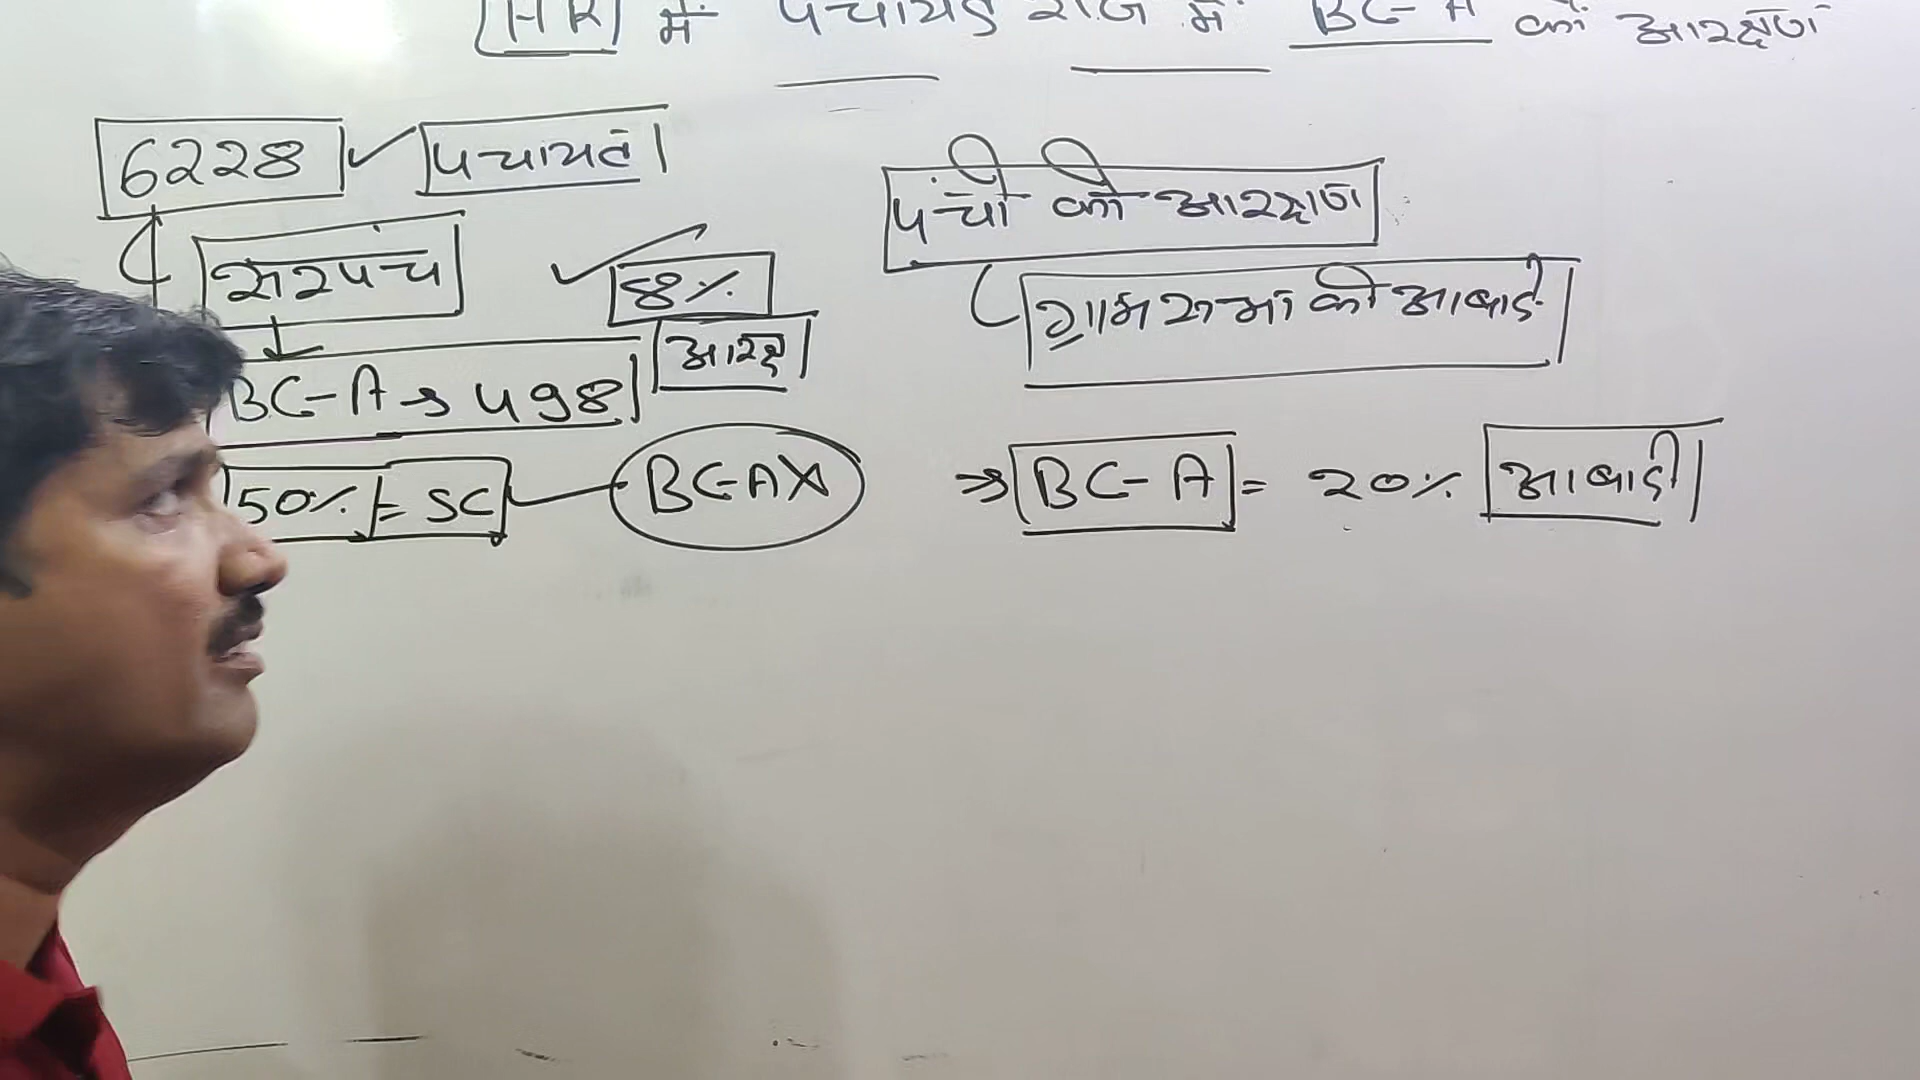 HR में पंचायत राज में BC-A को आरक्षण
6228 पंचायतें
सरपंच
8%
आरक्ष
BC-A → 498
50% = SC
BC-A X
पंचों को आरक्षण
ग्रामसभा की आबादी
⇒ BC-A = 20% आबादी